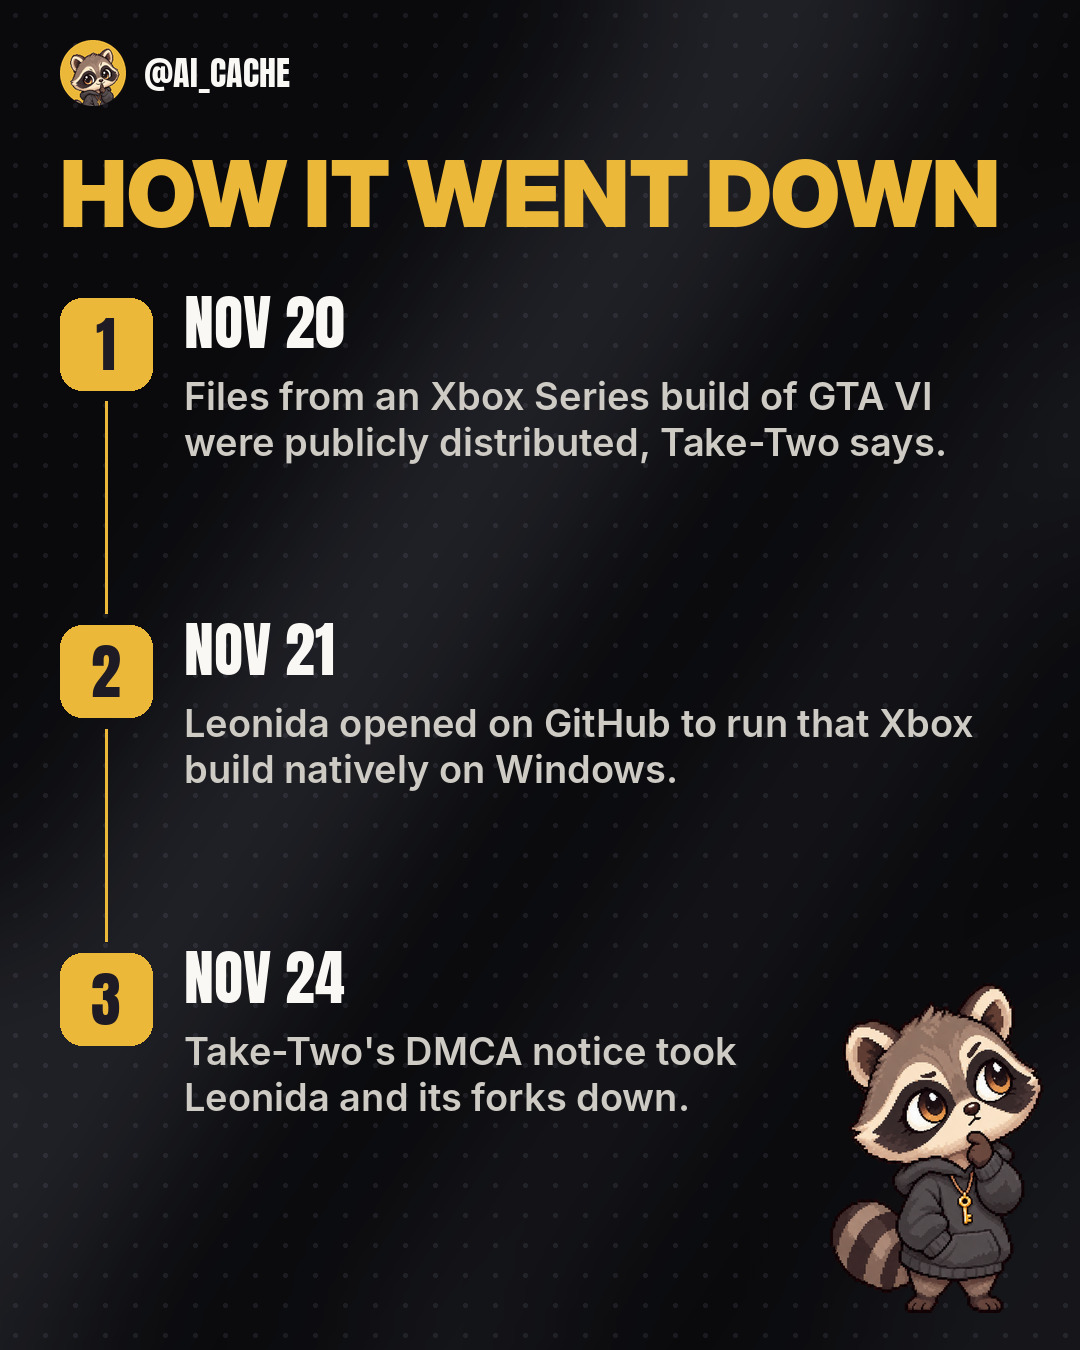 @AI_CACHE
HOW IT WENT DOWN
1
NOV 20
Files from an Xbox Series build of GTA VI
were publicly distributed, Take-Two says.
2
NOV 21
Leonida opened on GitHub to run that Xbox
build natively on Windows.
3
NOV 24
Take-Two's DMCA notice took
Leonida and its forks down.